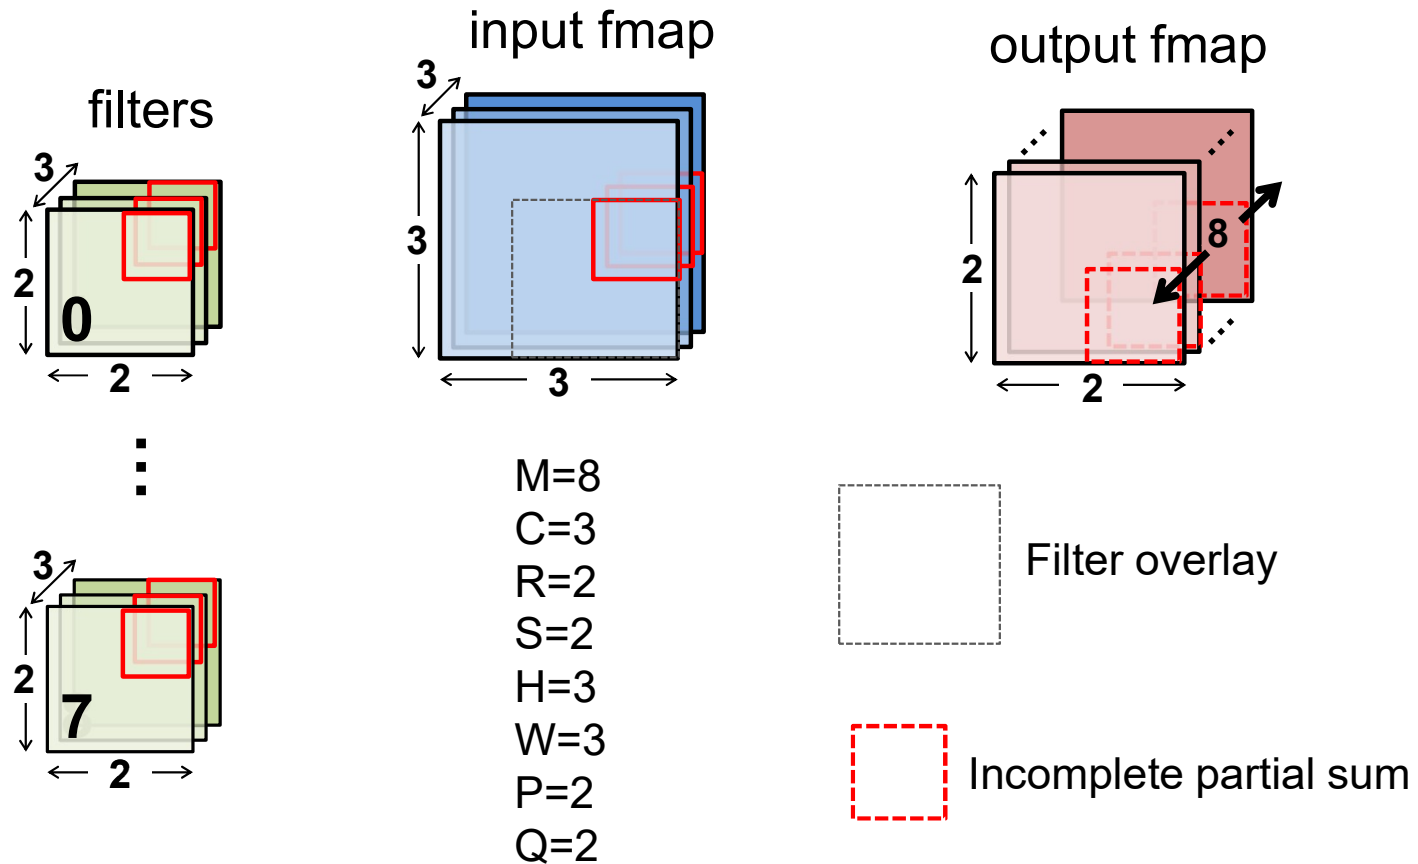 input fmap
output fmap
filters
3
3
2
0
2
3
3
2
8
2
3
2
7
2
M=8
C=3
R=2
S=2
H=3
W=3
P=2
Q=2
Filter overlay
Incomplete partial sum